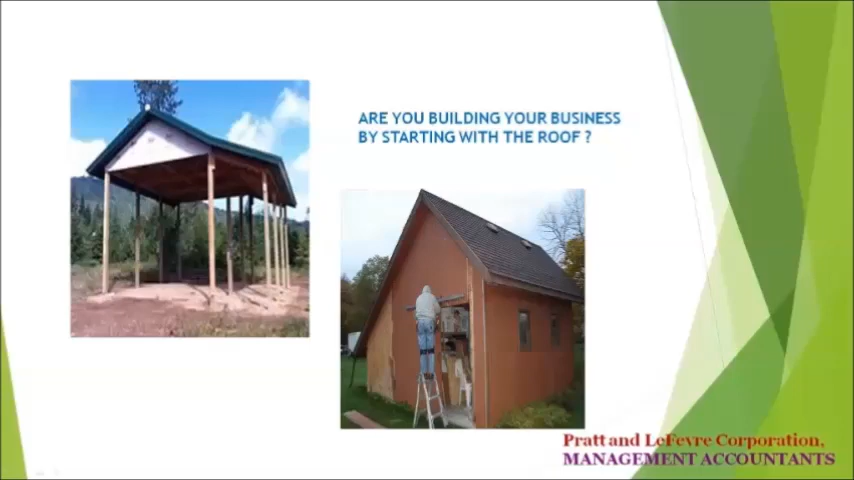 ARE YOU BUILDING YOUR BUSINESS
BY STARTING WITH THE ROOF ?
Pratt and LeFevre Corporation,
MANAGEMENT ACCOUNTANTS